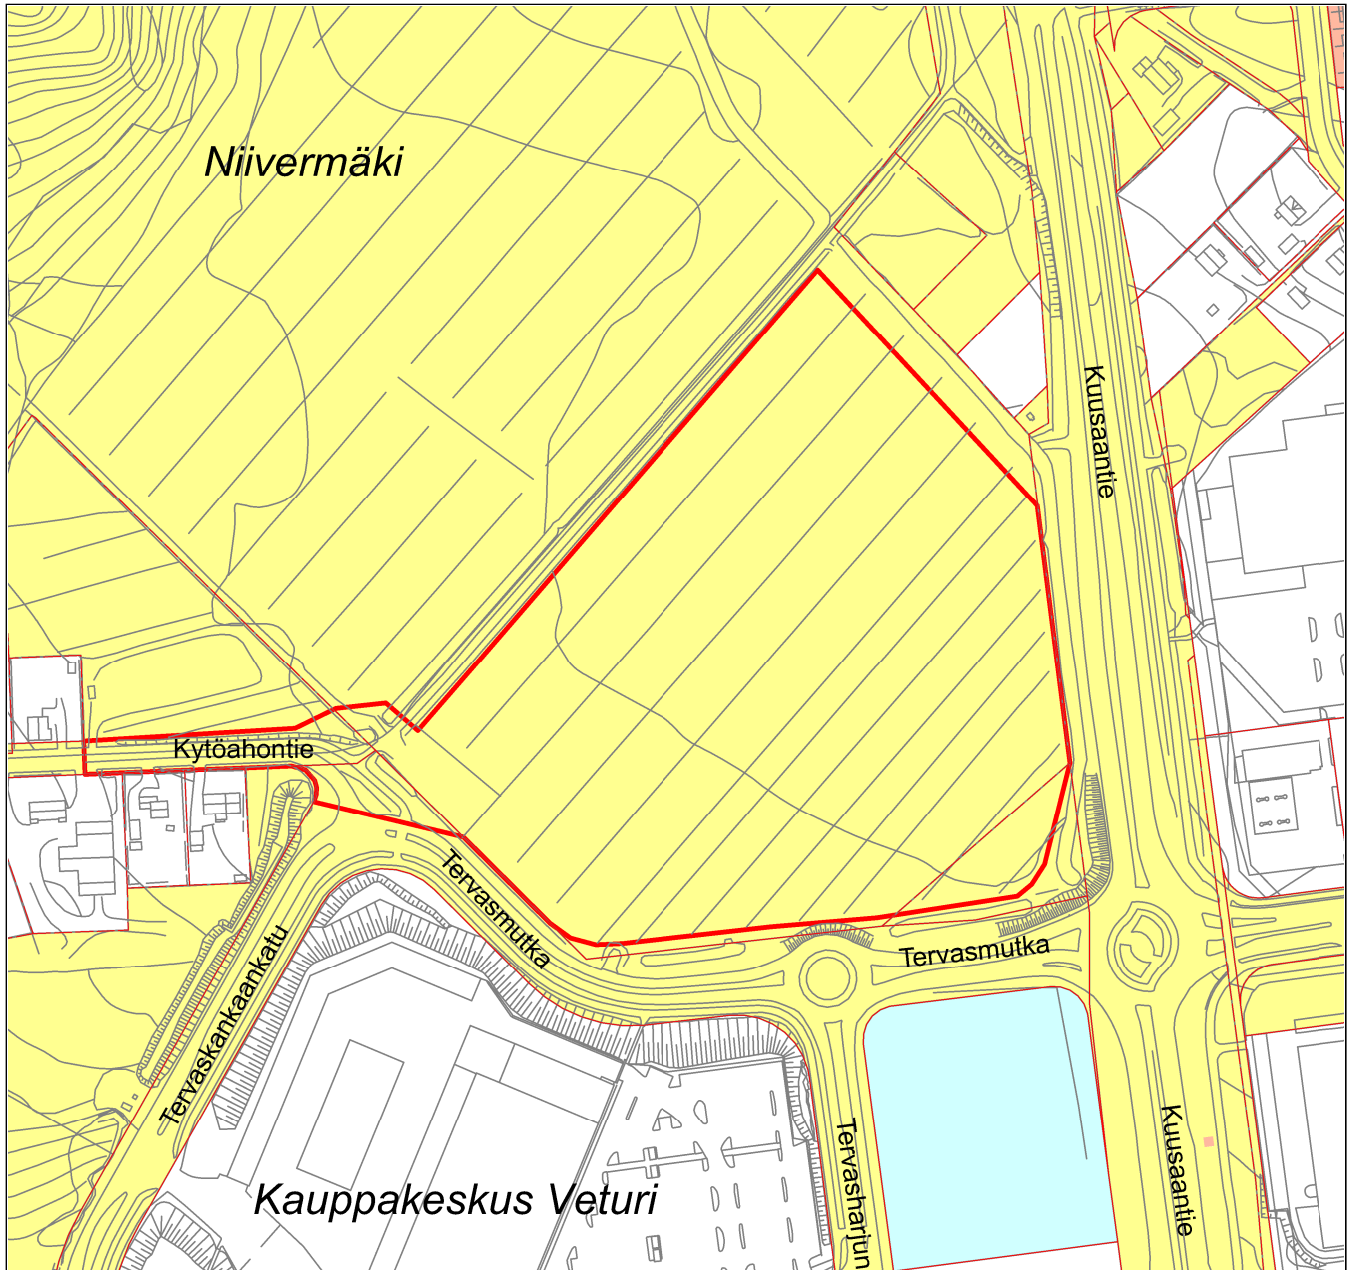 Niivermäki
Kuusaantie
Kytöahontie
Tervasmutka
Tervasmutka
Tervaskankaankatu
Kauppakeskus Veturi
Tervasharjun
Kuusaantie